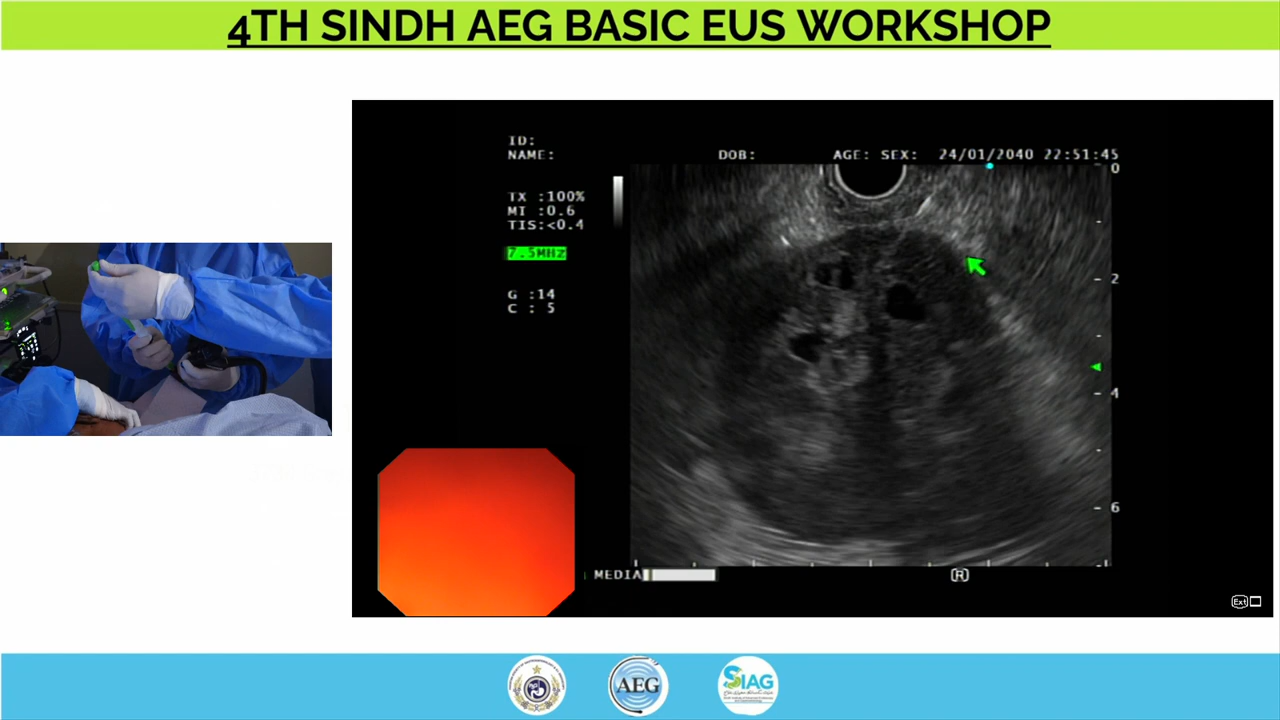 4TH SINDH AEG BASIC EUS WORKSHOP
ID:
NAME:
DOB:
AGE: SEX:
24/01/2040 22:51:45
TX :100%
MI :0.6
TIS:<0.4
7.5MHz
G :14
C : 5
0
2
4
6
MEDIA
R
Ext
AEG
SIAG